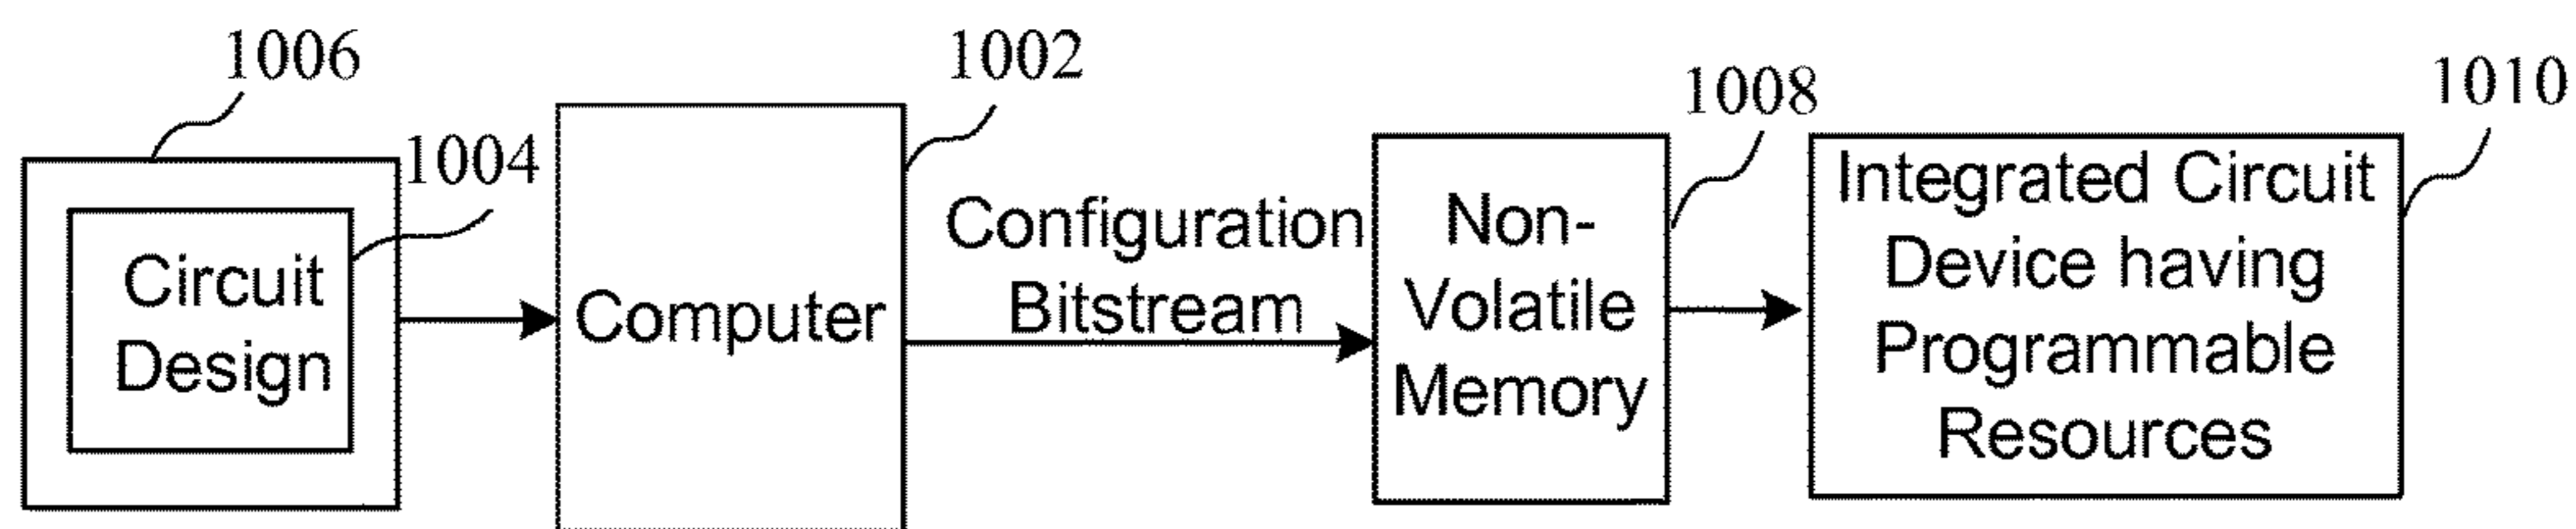 1006
1004
Circuit
Design
1002
Computer
Configuration
Bitstream
1008
Non-
Volatile
Memory
1010
Integrated Circuit
Device having
Programmable
Resources